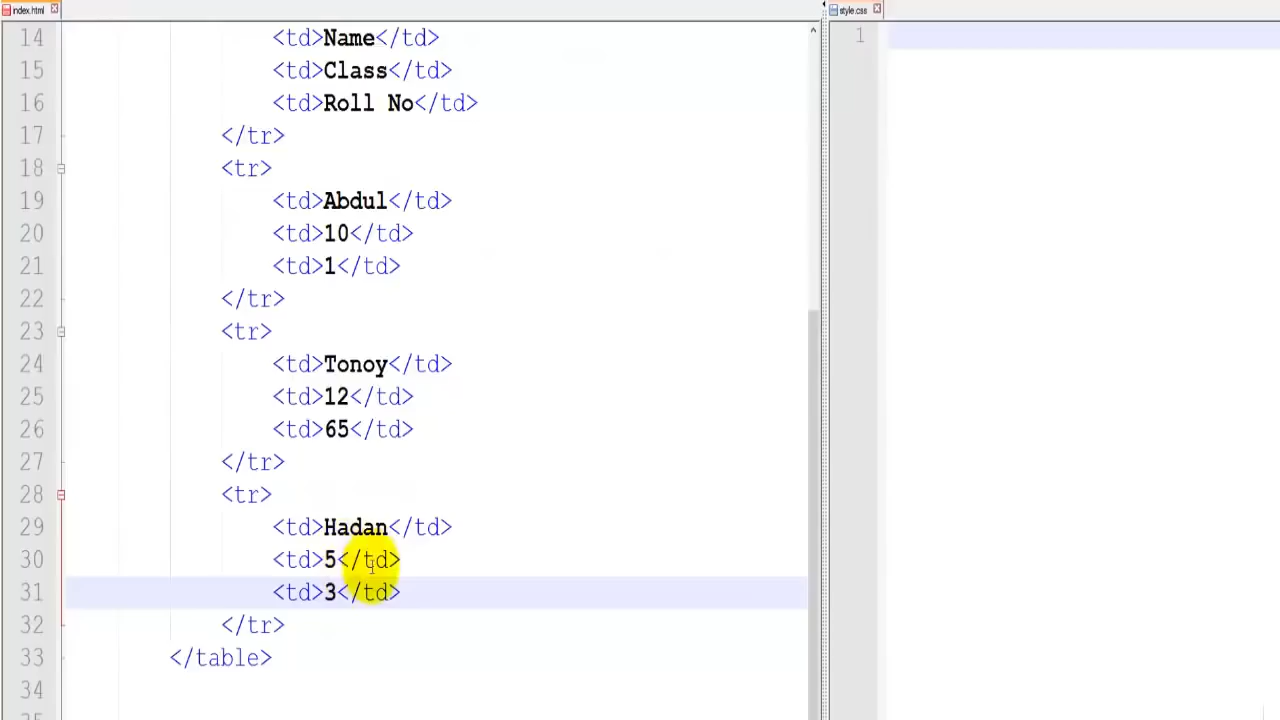 index.html
style.css
14 <td>Name</td>
15 <td>Class</td>
16 <td>Roll No</td>
17 </tr>
18 <tr>
19 <td>Abdul</td>
20 <td>10</td>
21 <td>1</td>
22 </tr>
23 <tr>
24 <td>Tonoy</td>
25 <td>12</td>
26 <td>65</td>
27 </tr>
28 <tr>
29 <td>Hadan</td>
30 <td>5</td>
31 <td>3</td>
32 </tr>
33 </table>
34
35
1